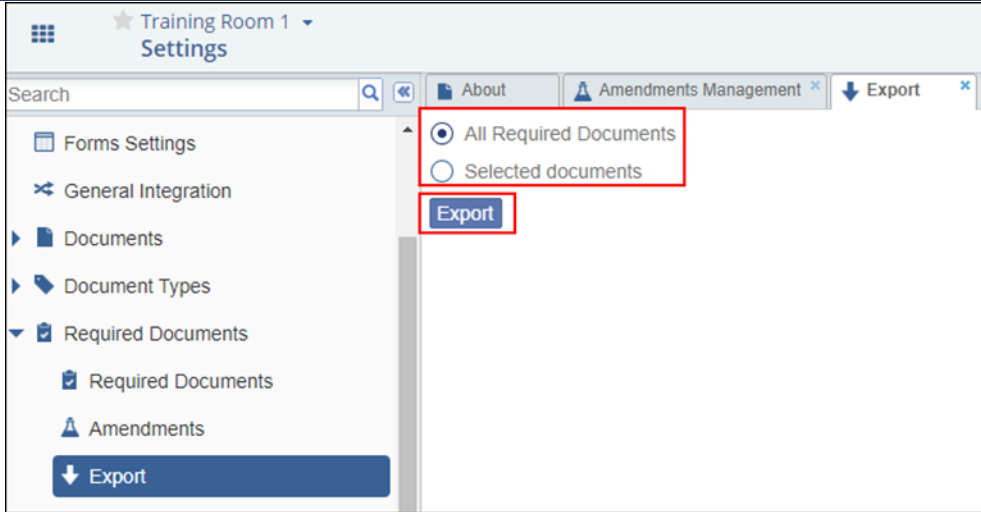 Training Room 1
Settings
Search
About
Amendments Management
Export
Forms Settings
General Integration
Documents
Document Types
Required Documents
Required Documents
Amendments
Export
All Required Documents
Selected documents
Export